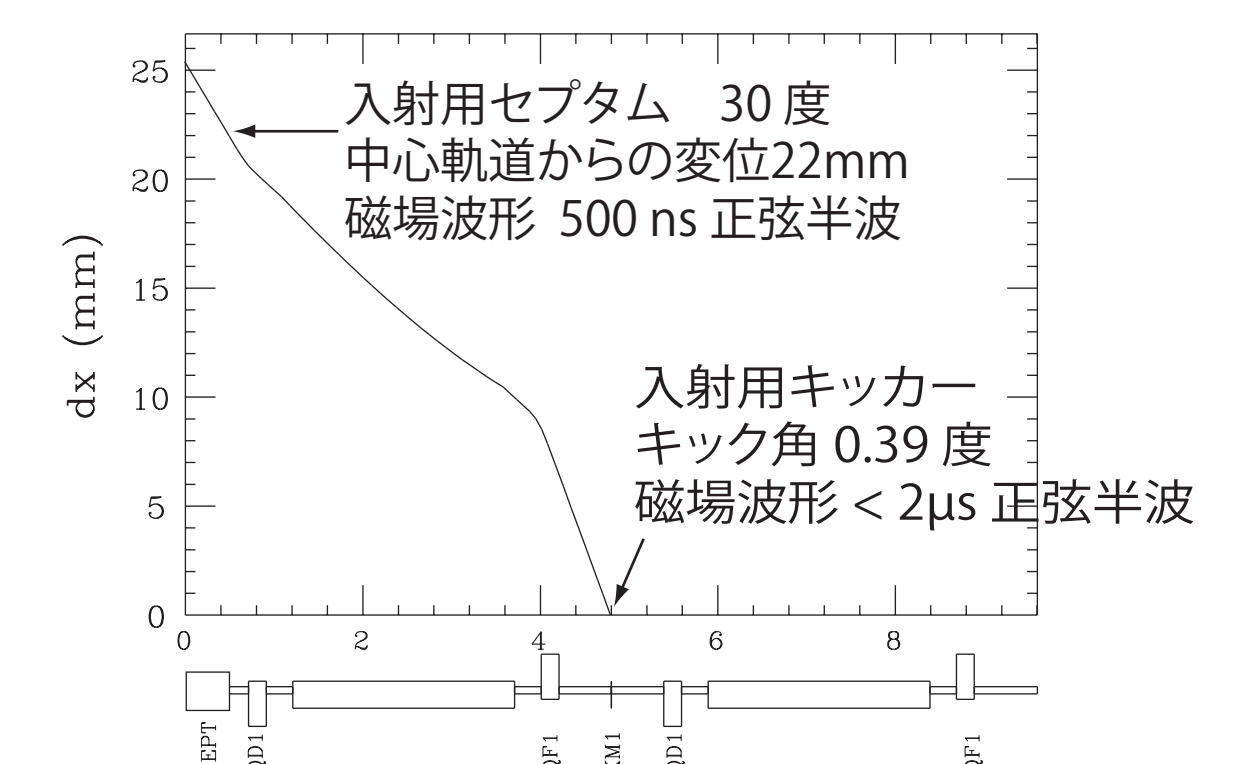 25
20
15
10
5
0
dx (mm)
入射用セプタム 30 度
中心軌道からの変位22mm
磁場波形 500 ns 正弦半波
入射用キッカー
キック角 0.39 度
磁場波形 < 2μs 正弦半波
0 2 4 6 8
EPT QD1 QF1 KM1 QD1 QF1